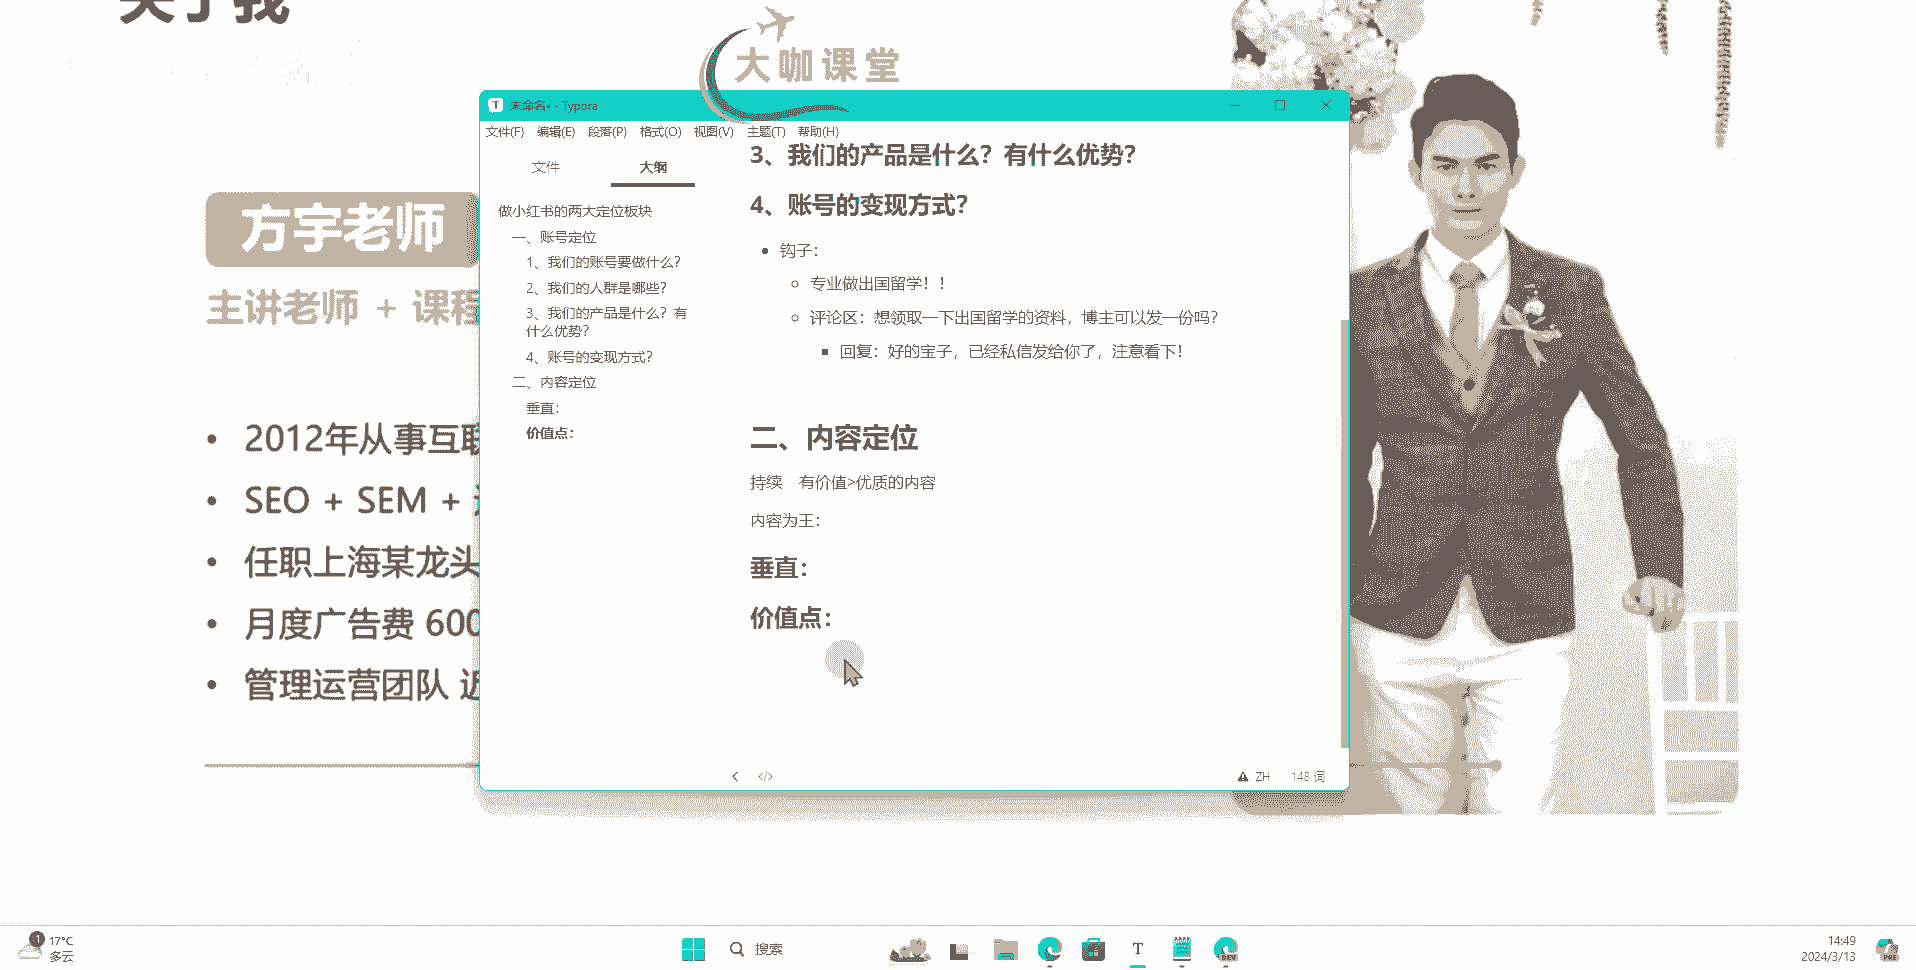 关于我
大咖课堂
方宇老师
主讲老师 + 课程
2012年从事互联
SEO + SEM +
任职上海某龙头
月度广告费 600
管理运营团队 近
未命名• - Typora
文件(F) 编辑(E) 段落(P) 格式(O) 视图(V) 主题(T) 帮助(H)
文件 大纲
做小红书的两大定位板块
一、账号定位
1、我们的账号要做什么?
2、我们的人群是哪些?
3、我们的产品是什么? 有
什么优势?
4、账号的变现方式?
二、内容定位
垂直:
价值点:
3、我们的产品是什么? 有什么优势?
4、账号的变现方式?
钩子:
专业做出国留学!!
评论区: 想领取一下出国留学的资料, 博主可以发一份吗?
回复: 好的宝子, 已经私信发给你了, 注意看下!
二、内容定位
持续 有价值>优质的内容
内容为王:
垂直:
价值点:
ZH 148 词
1
17°C
多云
搜索
T
DEV
14:49
2024/3/13
PRE